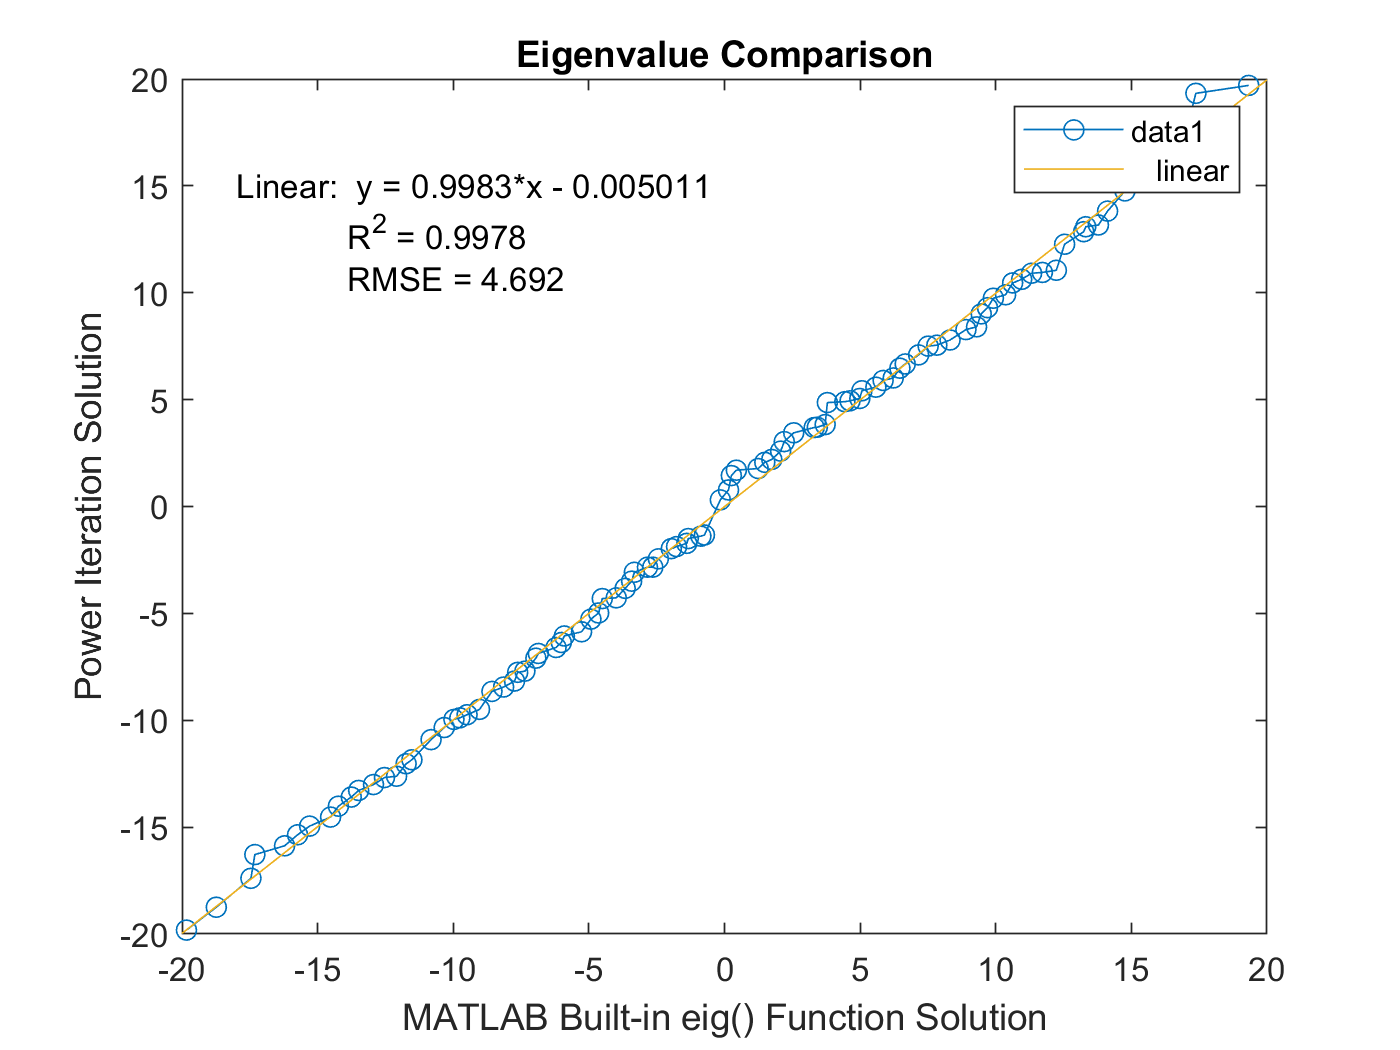 Eigenvalue Comparison
20
15
10
5
0
-5
-10
-15
-20
Power Iteration Solution
Linear: y = 0.9983*x - 0.005011
R² = 0.9978
RMSE = 4.692
data1
linear
-20 -15 -10 -5 0 5 10 15 20
MATLAB Built-in eig() Function Solution